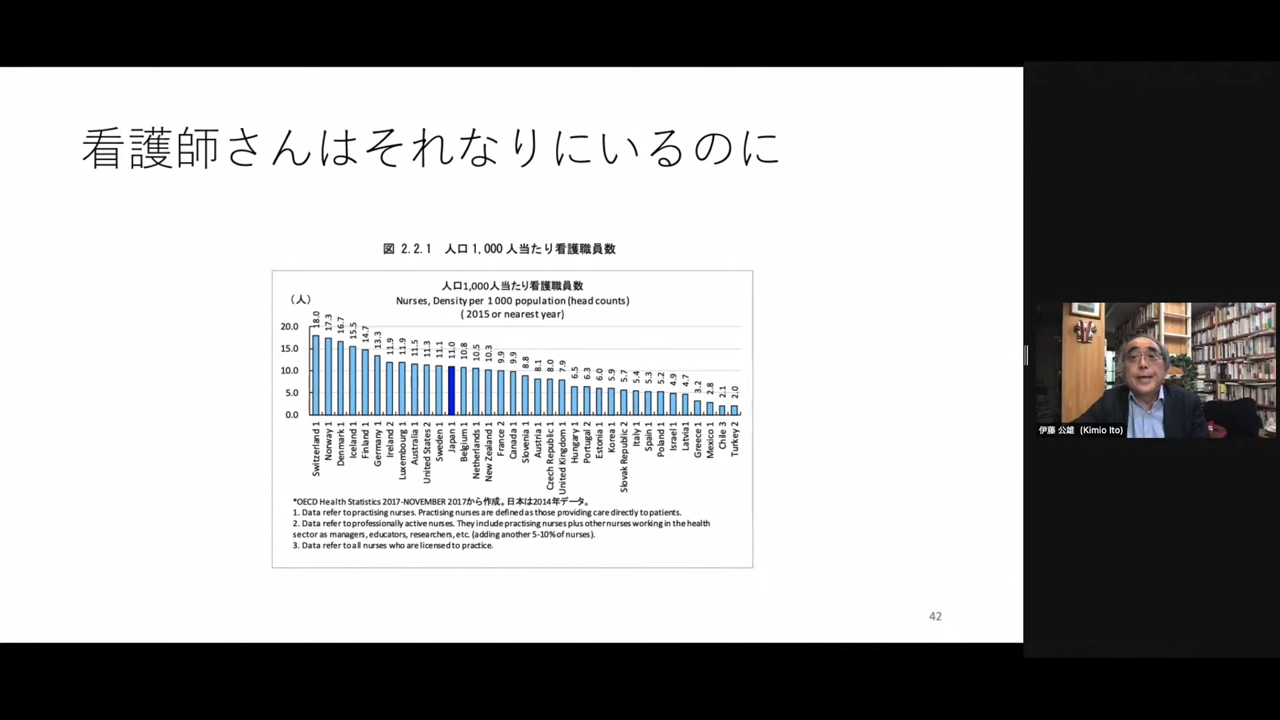 看護師さんはそれなりにいるのに
図 2.2.1 人口 1,000 人当たり看護職員数
人口1,000人当たり看護職員数
(人)
Nurses, Density per 1 000 population (head counts)
( 2015 or nearest year)
20.0
15.0
10.0
5.0
0.0
18.0 17.3 16.7 15.5 14.7 13.3 11.9 11.9 11.5 11.3 11.1 11.0 10.8 10.5 10.3 9.9 9.9 8.8 8.1 8.0 7.9 6.5 6.3 6.0 5.9 5.7 5.4 5.3 5.2 4.9 4.7 3.2 2.8 2.1 2.0
Switzerland 1
Norway 1
Denmark 1
Iceland 1
Finland 1
Germany 1
Ireland 2
Luxembourg 1
Australia 1
United States 2
Sweden 1
Japan 1
Belgium 1
Netherlands 1
New Zealand 1
France 2
Canada 1
Slovenia 1
Austria 1
Czech Republic 1
United Kingdom 1
Hungary 1
Portugal 2
Estonia 1
Korea 1
Slovak Republic 2
Italy 1
Spain 1
Poland 1
Israel 1
Latvia1
Greece 1
Mexico 1
Chile 3
Turkey 2
*OECD Health Statistics 2017-NOVEMBER 2017から作成。日本は2014年データ。
1. Data refer to practising nurses. Practising nurses are defined as those providing care directly to patients.
2. Data refer to professionally active nurses. They include practising nurses plus other nurses working in the health
sector as managers, educators, researchers, etc. (adding another 5-10% of nurses).
3. Data refer to all nurses who are licensed to practice.
42
伊藤 公雄 (Kimio Ito)